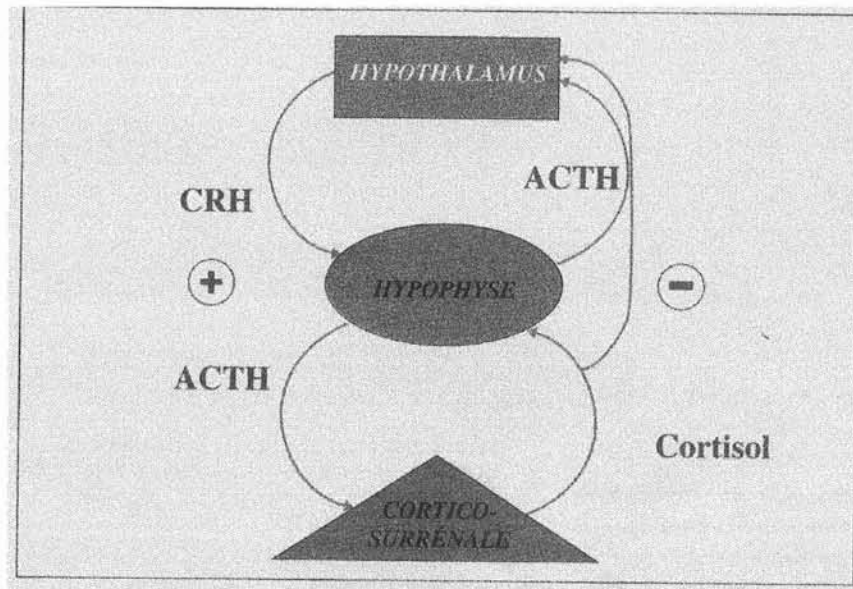 HYPOTHALAMUS
ACTH
CRH
+
HYPOPHYSE
-
ACTH
Cortisol
CORTICO-
SURRÉNALE